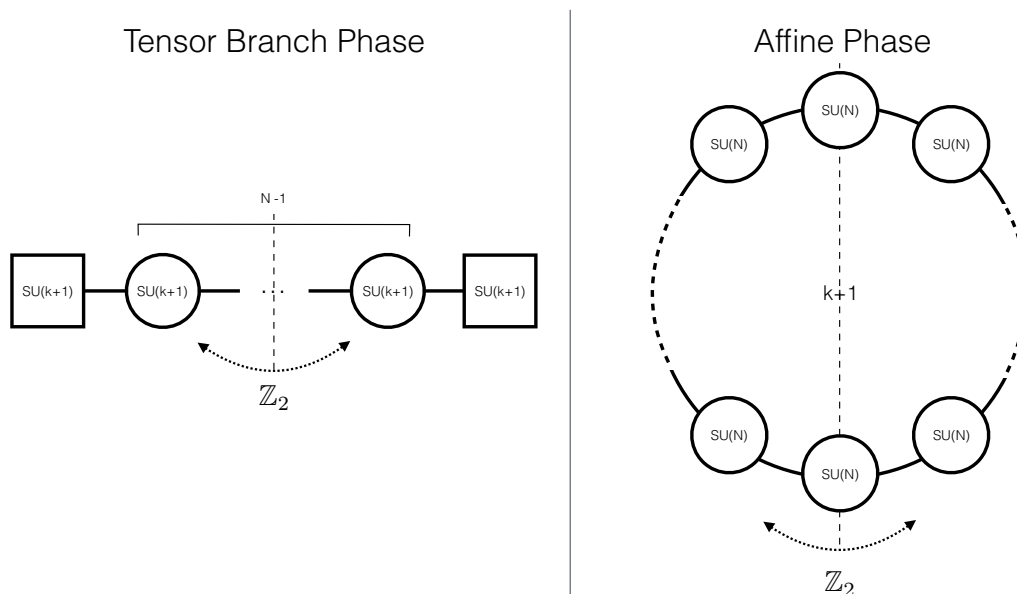 Tensor Branch Phase
N -1
SU(k+1)
SU(k+1)
...
SU(k+1)
SU(k+1)
ℤ₂
Affine Phase
SU(N)
SU(N)
SU(N)
k+1
SU(N)
SU(N)
SU(N)
ℤ₂